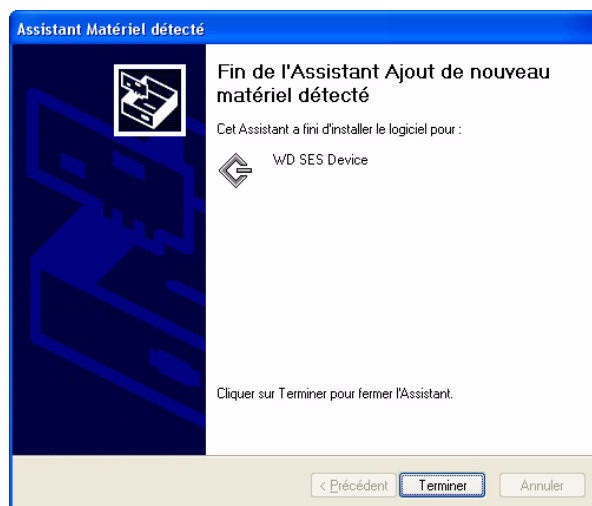 Assistant Matériel détecté
Fin de l'Assistant Ajout de nouveau
matériel détecté
Cet Assistant a fini d'installer le logiciel pour :
WD SES Device
Cliquer sur Terminer pour fermer l'Assistant.
< Précédent Terminer Annuler